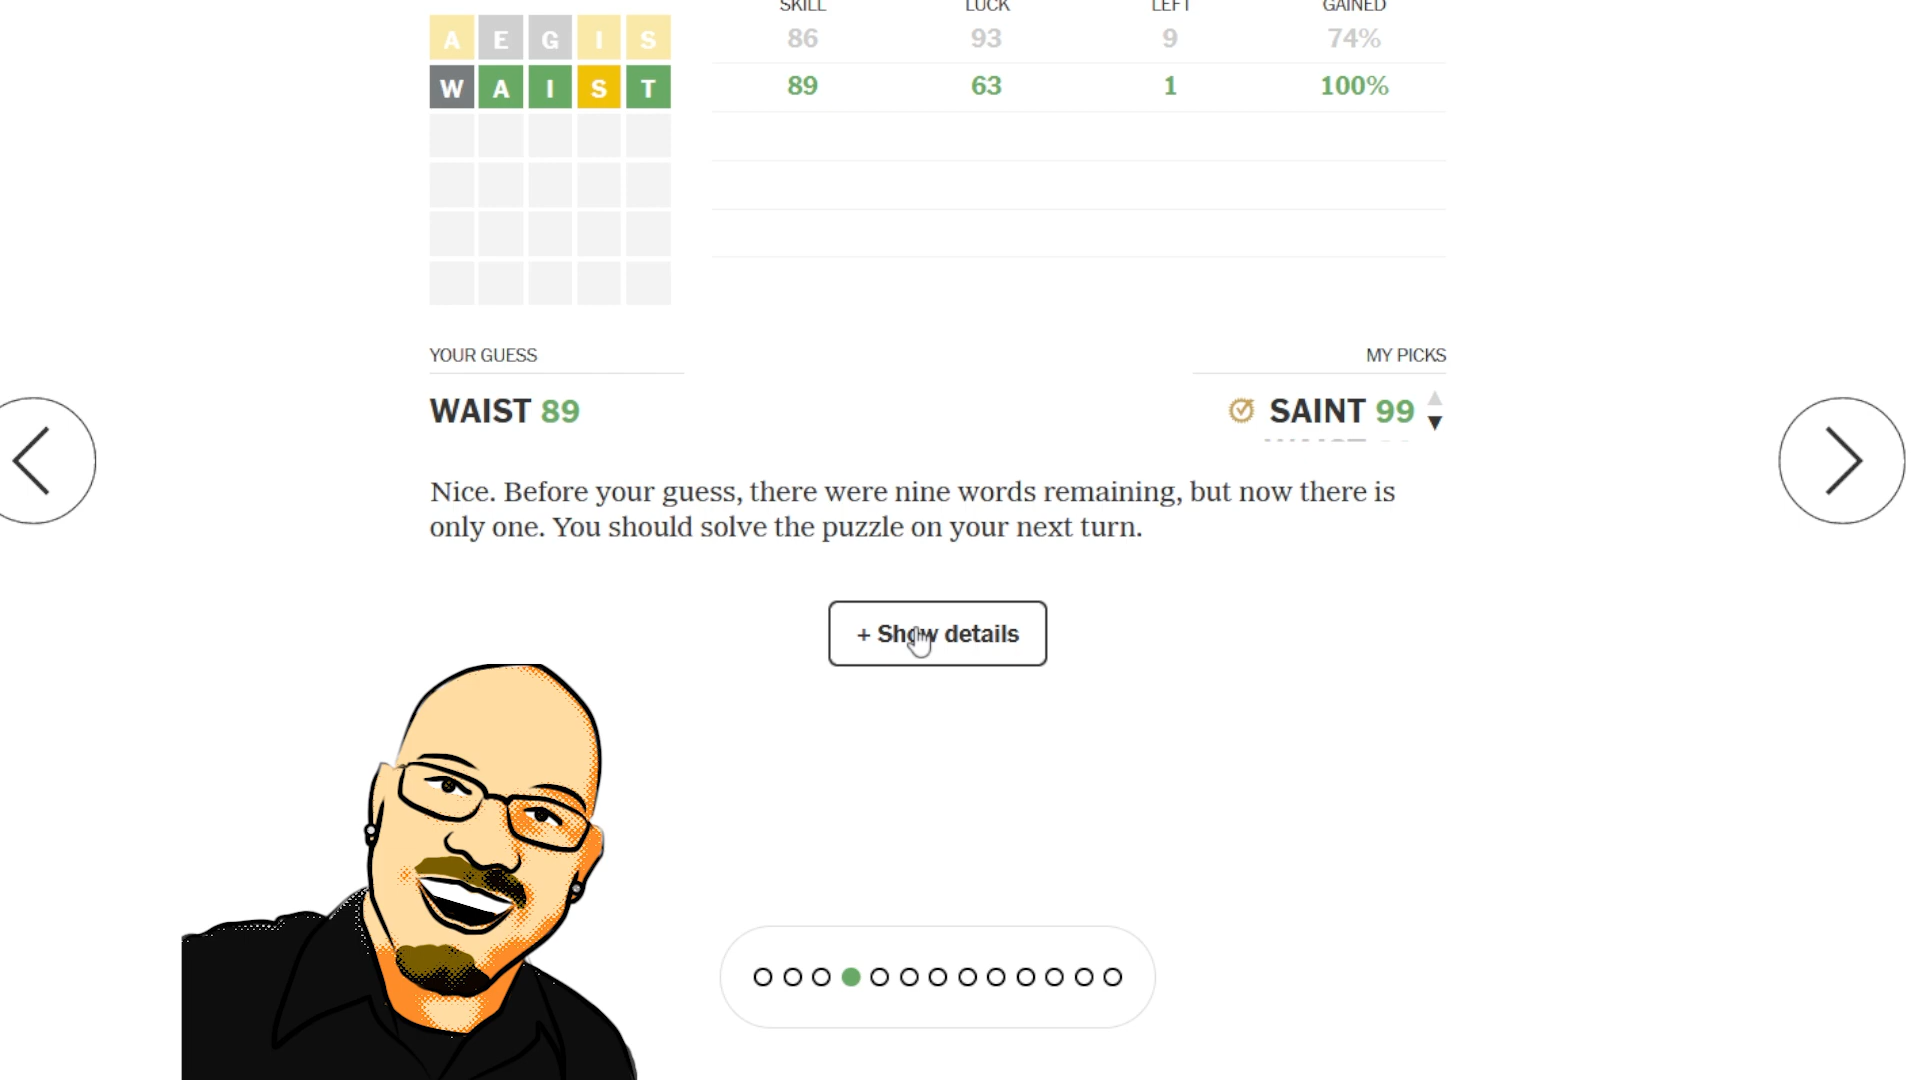 SKILL LUCK LEFT GAINED
AEGIS 86 93 9 74%
WAIST 89 63 1 100%
YOUR GUESS MY PICKS
WAIST 89 SAINT 99
Nice. Before your guess, there were nine words remaining, but now there is
only one. You should solve the puzzle on your next turn.
+ Show details